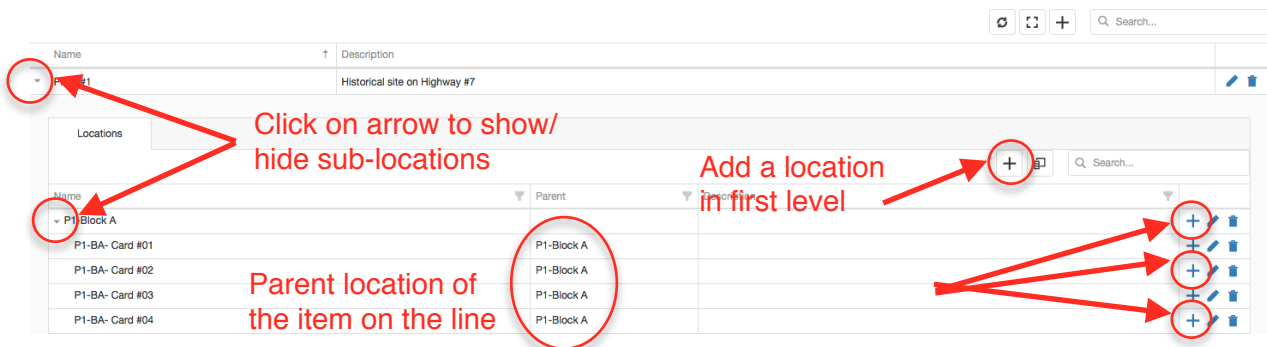 Search...
Name Description
#1 Historical site on Highway #7
Locations
Click on arrow to show/
hide sub-locations
Add a location
in first level
Search...
Name Parent Description
P1-Block A
P1-BA- Card #01 P1-Block A
P1-BA- Card #02 P1-Block A
P1-BA- Card #03 P1-Block A
P1-BA- Card #04 P1-Block A
Parent location of
the item on the line